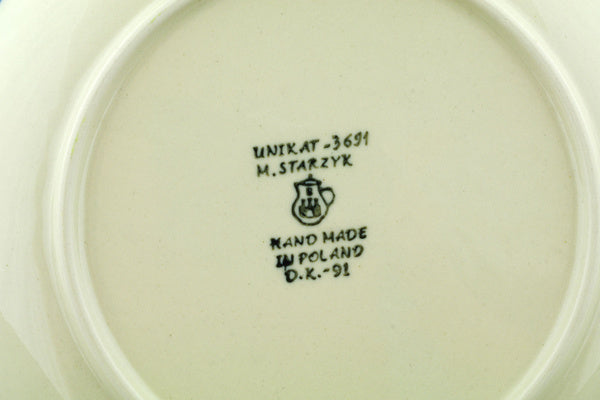 UNIKAT -3691
M. STARZYK
HAND MADE
IN POLAND
D.K.-91